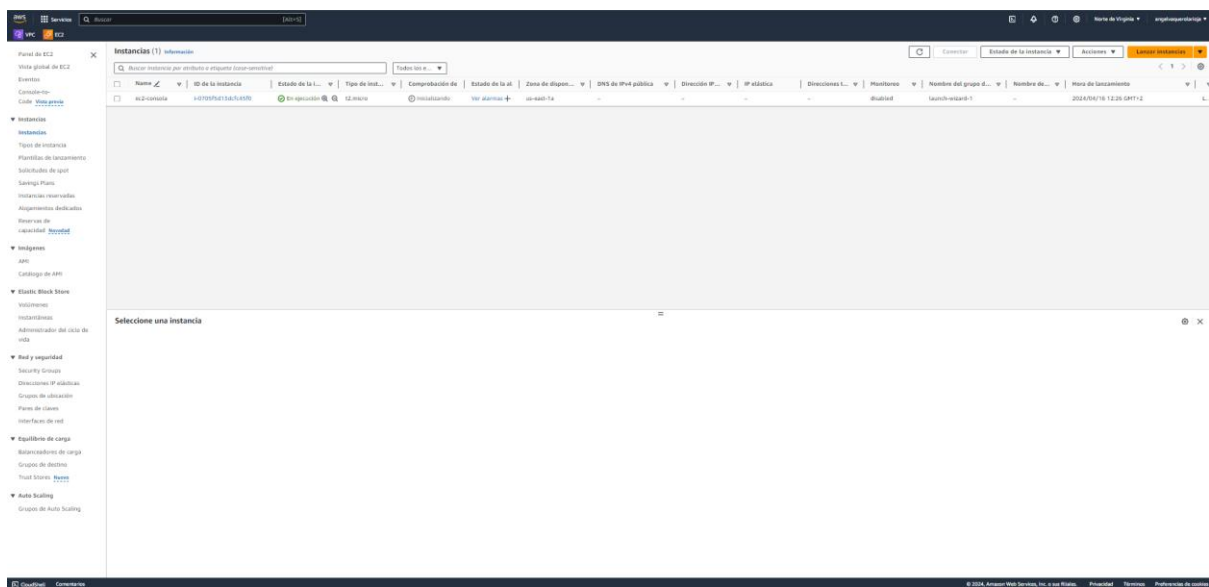 aws Servicios Buscar [Alt+S] Norte de Virginia
VPC EC2
Panel de EC2
Vista global de EC2
Eventos
Console-to-
Code Vista previa
Instancias
Instancias
Tipos de instancia
Plantillas de lanzamiento
Solicitudes de spot
Savings Plans
Instancias reservadas
Alojamientos dedicados
Reservas de
capacidad Novedad
Imágenes
AMI
Catálogo de AMI
Elastic Block Store
Volúmenes
Instantáneas
Administrador del ciclo de
vida
Red y seguridad
Security Groups
Direcciones IP elásticas
Grupos de ubicación
Pares de claves
Interfaces de red
Equilibrio de carga
Balanceadores de carga
Grupos de destino
Trust Stores Nuevo
Auto Scaling
Grupos de Auto Scaling
Instancias (1) Información
Conectar Estado de la instancia Acciones Lanzar instancias
Buscar Instancia por atributo o etiqueta (case-sensitive) Todos los e...
1
Name ID de la instancia Estado de la i... Tipo de inst... Comprobación de Estado de la al Zona de dispon... DNS de IPv4 pública Dirección IP... IP elástica Direcciones I... Monitoreo Nombre del grupo d... Nombre de... Hora de lanzamiento
ec2-consola En ejecución t2.micro Inicializando Ver alarmas + us-east-1a – – – – disabled launch-wizard-1 – 2024/04/16 12:26 GMT+2
Seleccione una instancia
CloudShell Comentarios © 2024, Amazon Web Services, Inc. o sus filiales. Privacidad Términos Preferencias de cookies